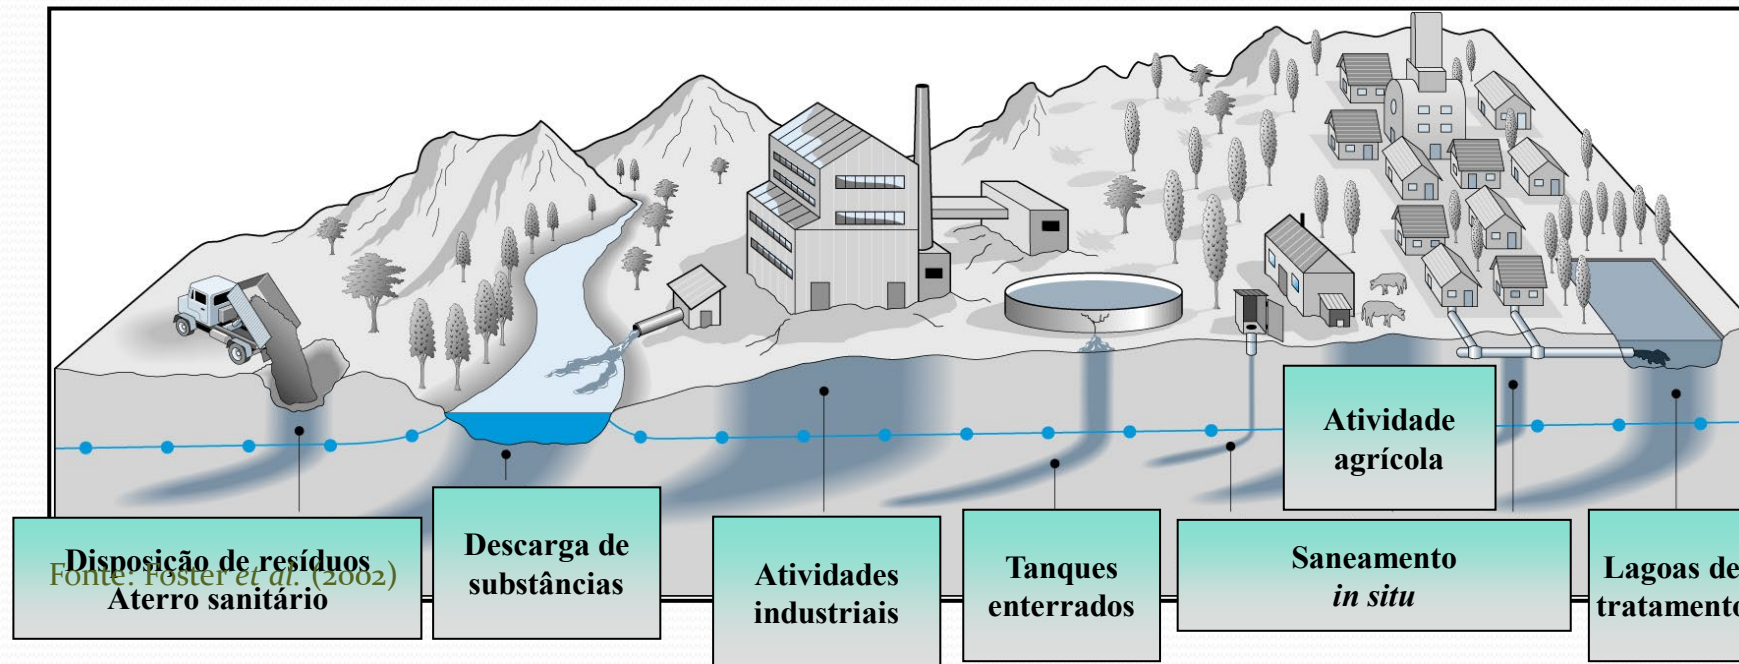 Atividade
agrícola
Disposição de resíduos
Aterro sanitário
Fonte: Foster et al. (2002)
Descarga de
substâncias
Atividades
industriais
Tanques
enterrados
Saneamento
in situ
Lagoas de
tratamento